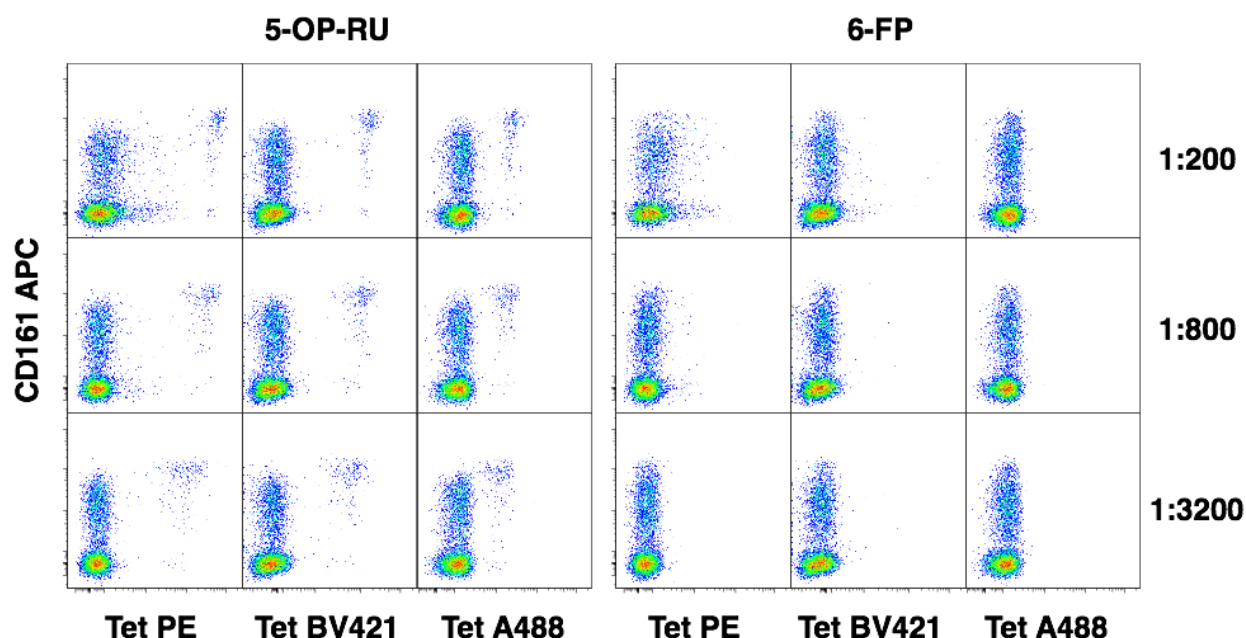 5-OP-RU
6-FP
CD161 APC
1:200
1:800
1:3200
Tet PE
Tet BV421
Tet A488
Tet PE
Tet BV421
Tet A488